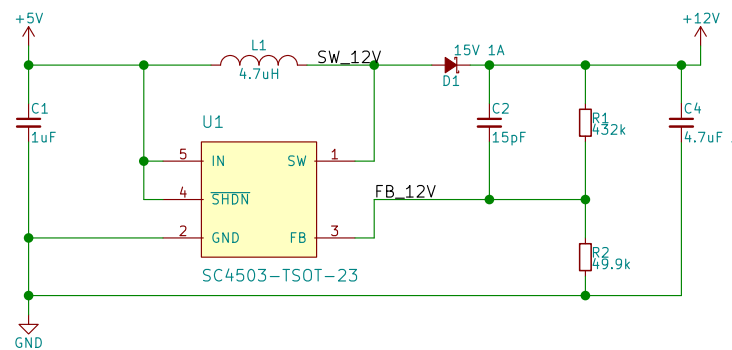 +5V
+12V
L1
SW_12V
15V 1A
4.7uH
D1
C1
1uF
U1
C2
15pF
R1
432k
C4
4.7uF
5
IN
SW
1
4
SHDN
FB_12V
2
GND
FB
3
R2
49.9k
SC4503-TSOT-23
GND